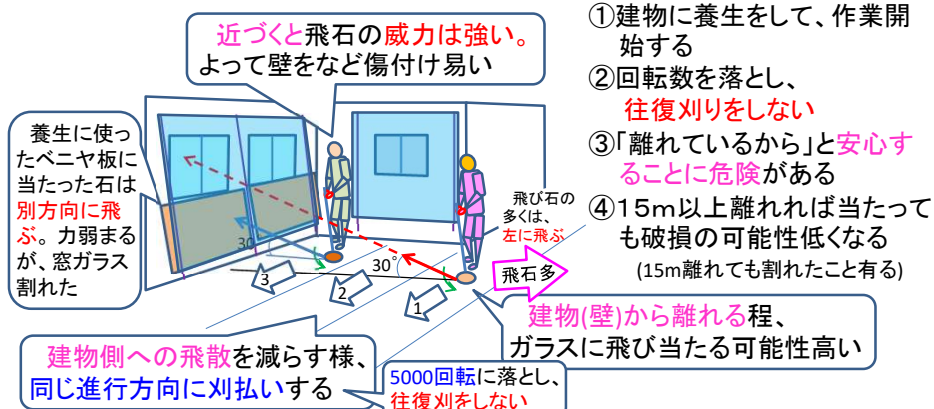 近づくと飛石の威力は強い。
よって壁をなど傷付け易い
養生に使っ
たベニヤ板に
当たった石は
別方向に飛
ぶ。力弱まる
が、窓ガラス
割れた
飛び石の
多くは、
左に飛ぶ
飛石多
30
30°
3
2
1
建物(壁)から離れる程、
ガラスに飛び当たる可能性高い
建物側への飛散を減らす様、
同じ進行方向に刈払いする
5000回転に落とし、
往復刈をしない
①建物に養生をして、作業開
始する
②回転数を落とし、
往復刈りをしない
③「離れているから」と安心す
ることに危険がある
④15m以上離れれば当たって
も破損の可能性低くなる
(15m離れても割れたこと有る)